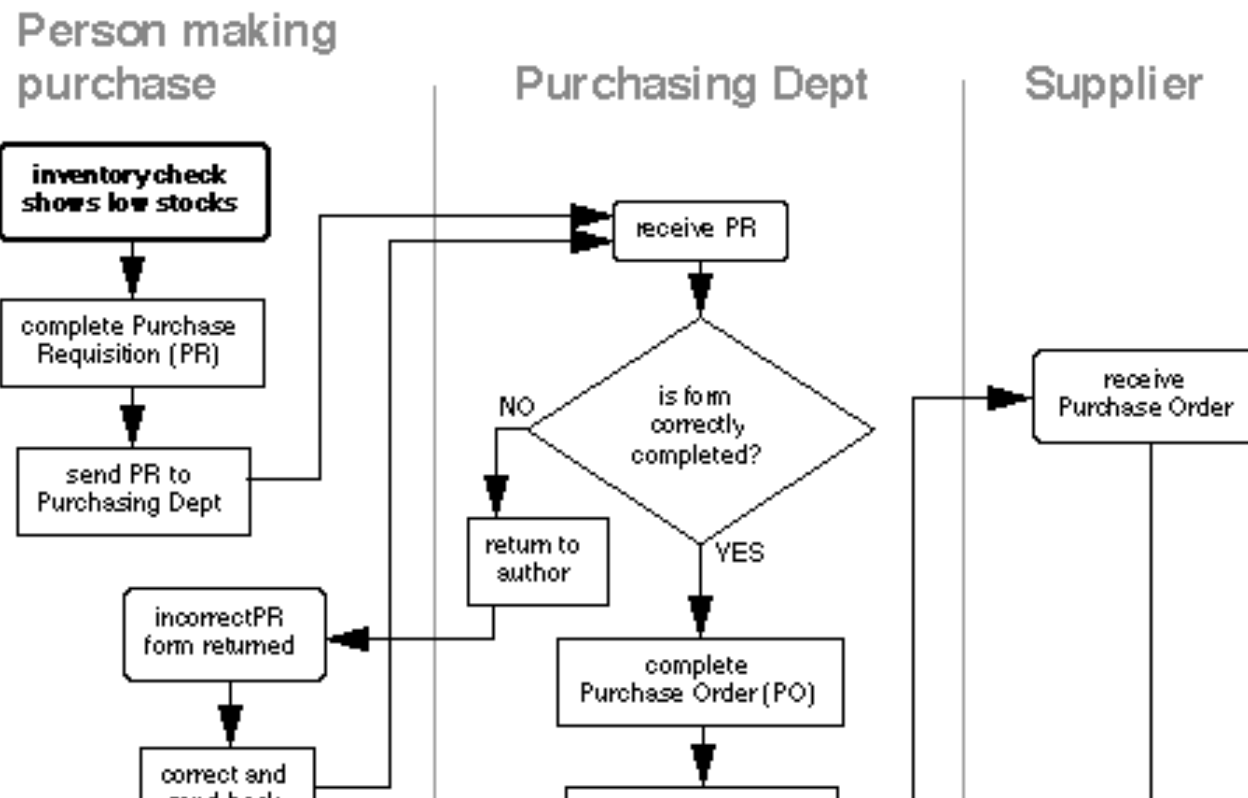 Person making
purchase
Purchasing Dept
Supplier
inventory check
shows low stocks
complete Purchase
Requisition (PR)
send PR to
Purchasing Dept
incorrect PR
form returned
correct and
receive PR
is form
correctly
completed?
NO
YES
return to
author
complete
Purchase Order (PO)
receive
Purchase Order